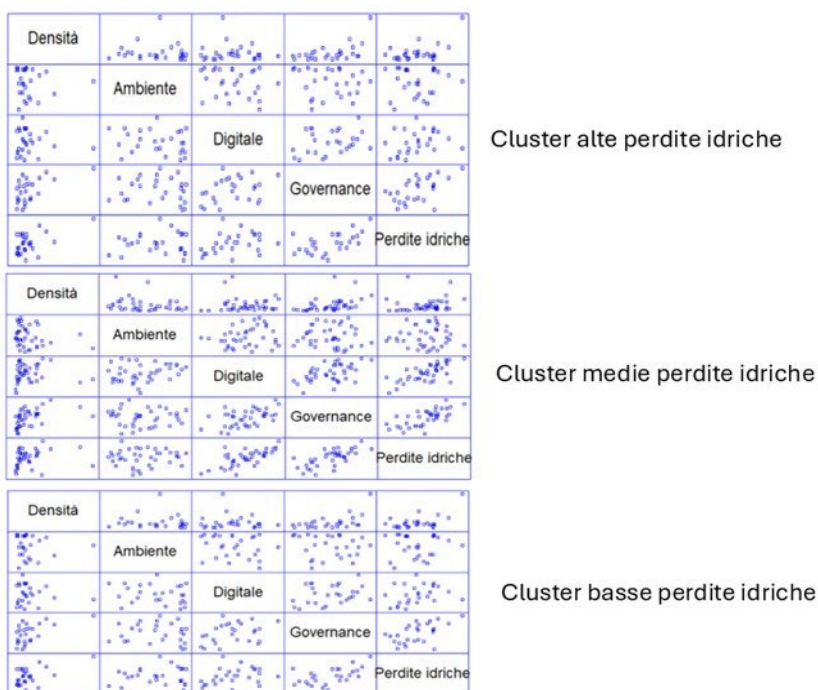 Densità
Ambiente
Digitale
Cluster alte perdite idriche
Governance
Perdite idriche
Densità
Ambiente
Digitale
Cluster medie perdite idriche
Governance
Perdite idriche
Densità
Ambiente
Digitale
Cluster basse perdite idriche
Governance
Perdite idriche